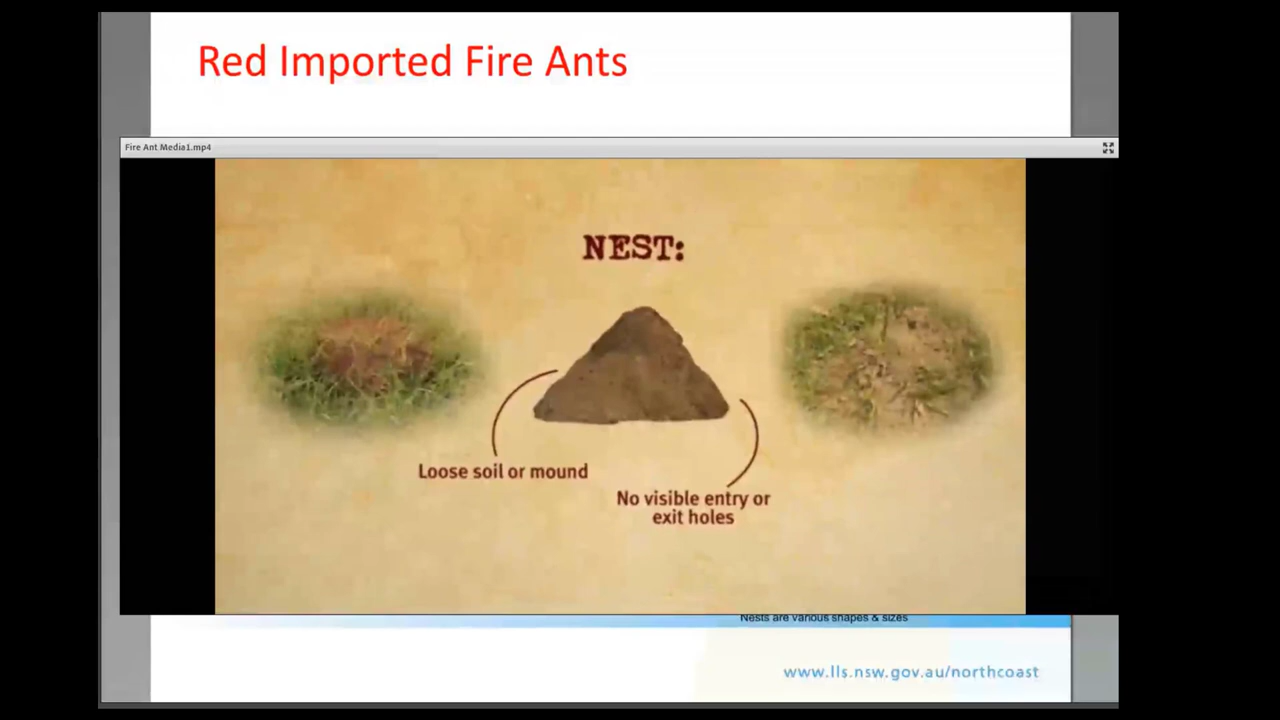 Red Imported Fire Ants
Fire Ant Media1.mp4
NEST:
Loose soil or mound
No visible entry or
exit holes
Nests are various shapes & sizes
www.lls.nsw.gov.au/northcoast